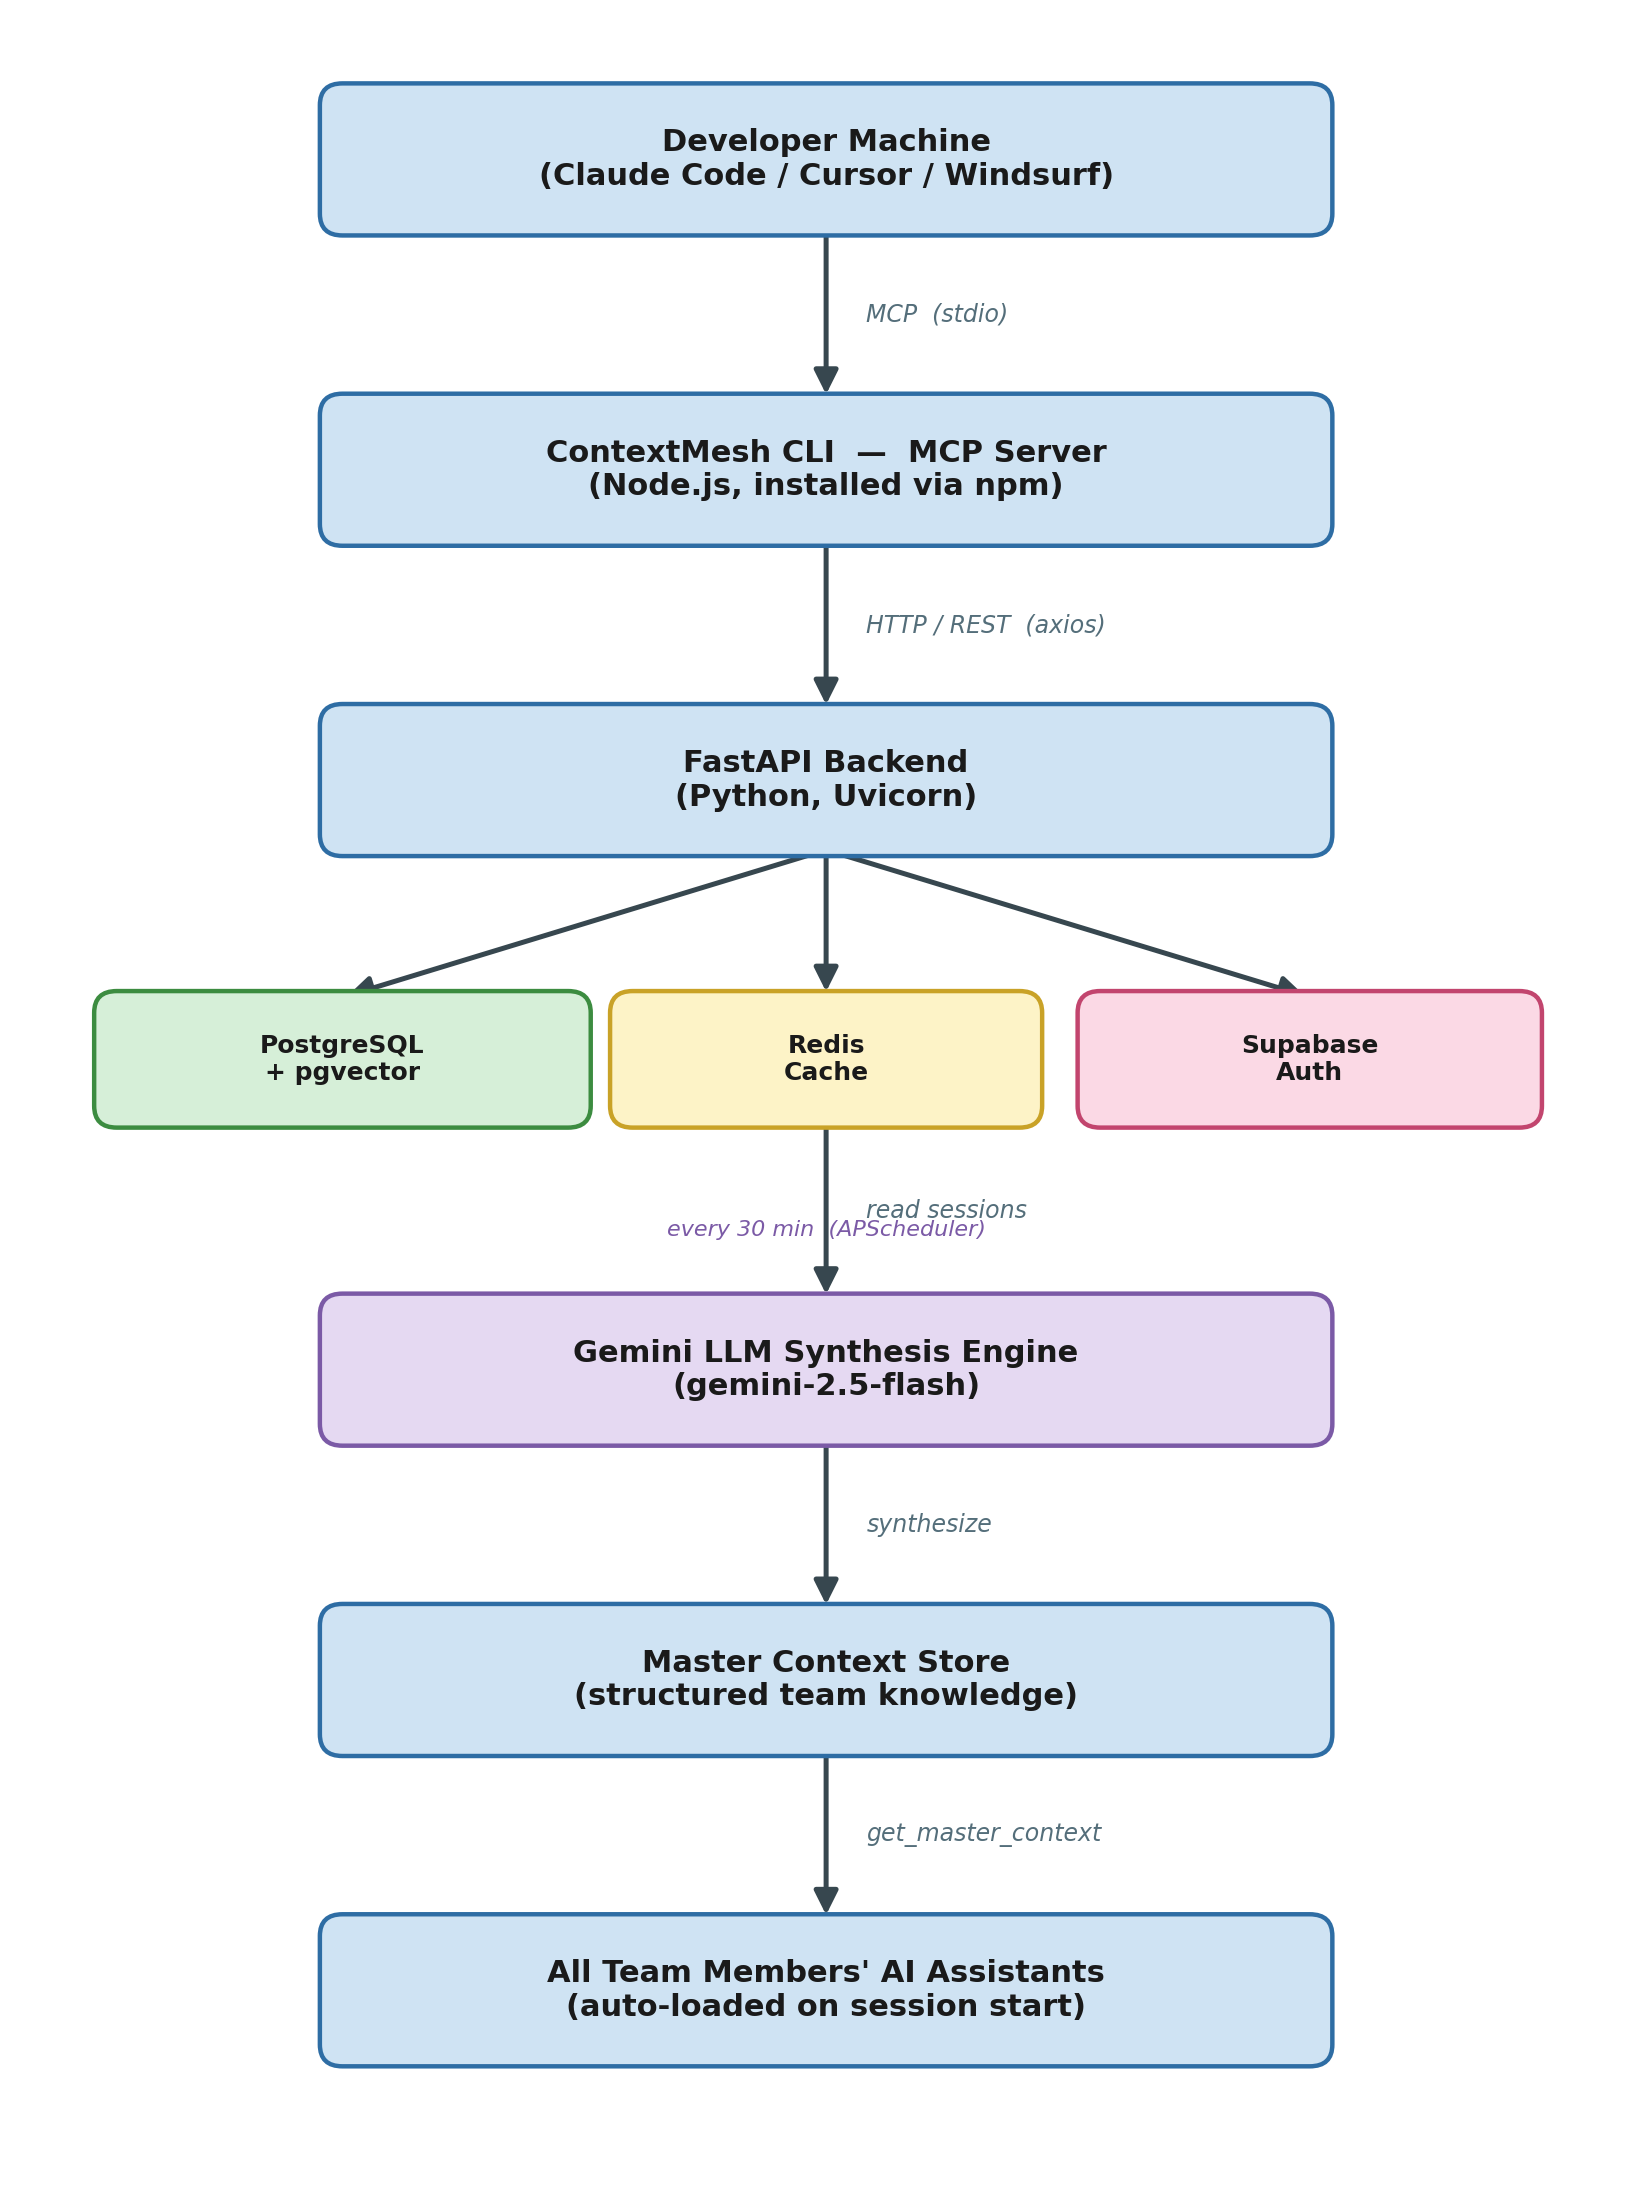 Developer Machine
(Claude Code / Cursor / Windsurf)
MCP (stdio)
ContextMesh CLI — MCP Server
(Node.js, installed via npm)
HTTP / REST (axios)
FastAPI Backend
(Python, Uvicorn)
PostgreSQL
+ pgvector
Redis
Cache
Supabase
Auth
read sessions
every 30 min (APScheduler)
Gemini LLM Synthesis Engine
(gemini-2.5-flash)
synthesize
Master Context Store
(structured team knowledge)
get_master_context
All Team Members' AI Assistants
(auto-loaded on session start)